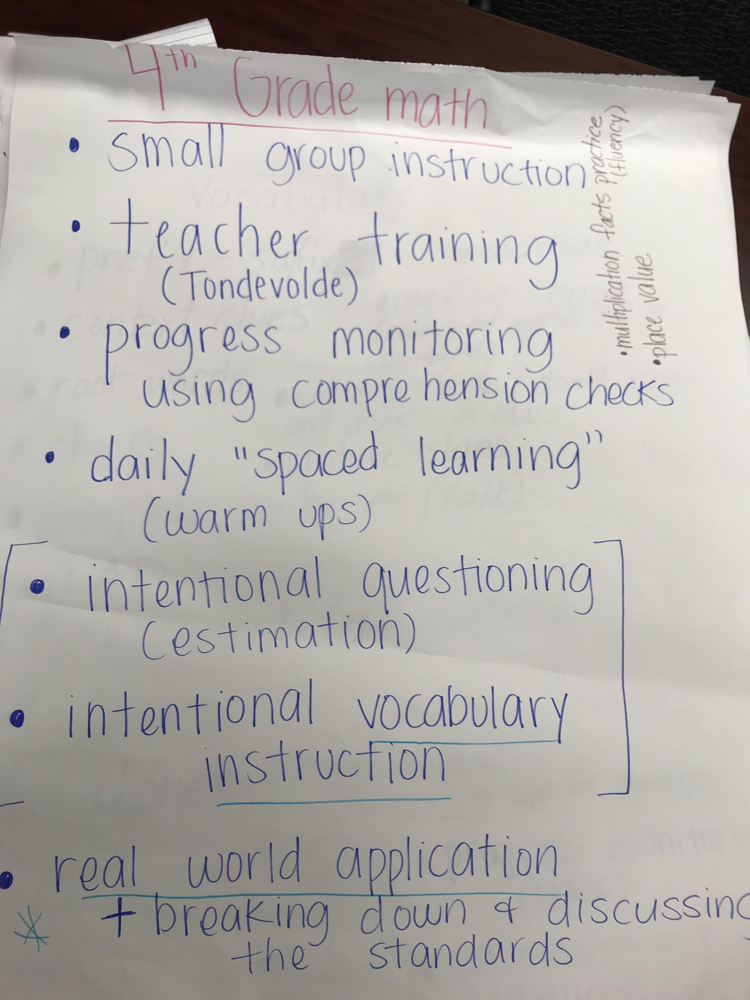 4th Grade math
• small group instruction
• teacher training
(Tondevolde)
• progress monitoring
using comprehension checks
• daily "spaced learning"
(warm ups)
• intentional questioning
(estimation)
• intentional vocabulary
instruction
• real world application
+ breaking down & discussing
the standards
• multiplication facts practice
(fluency)
• place value